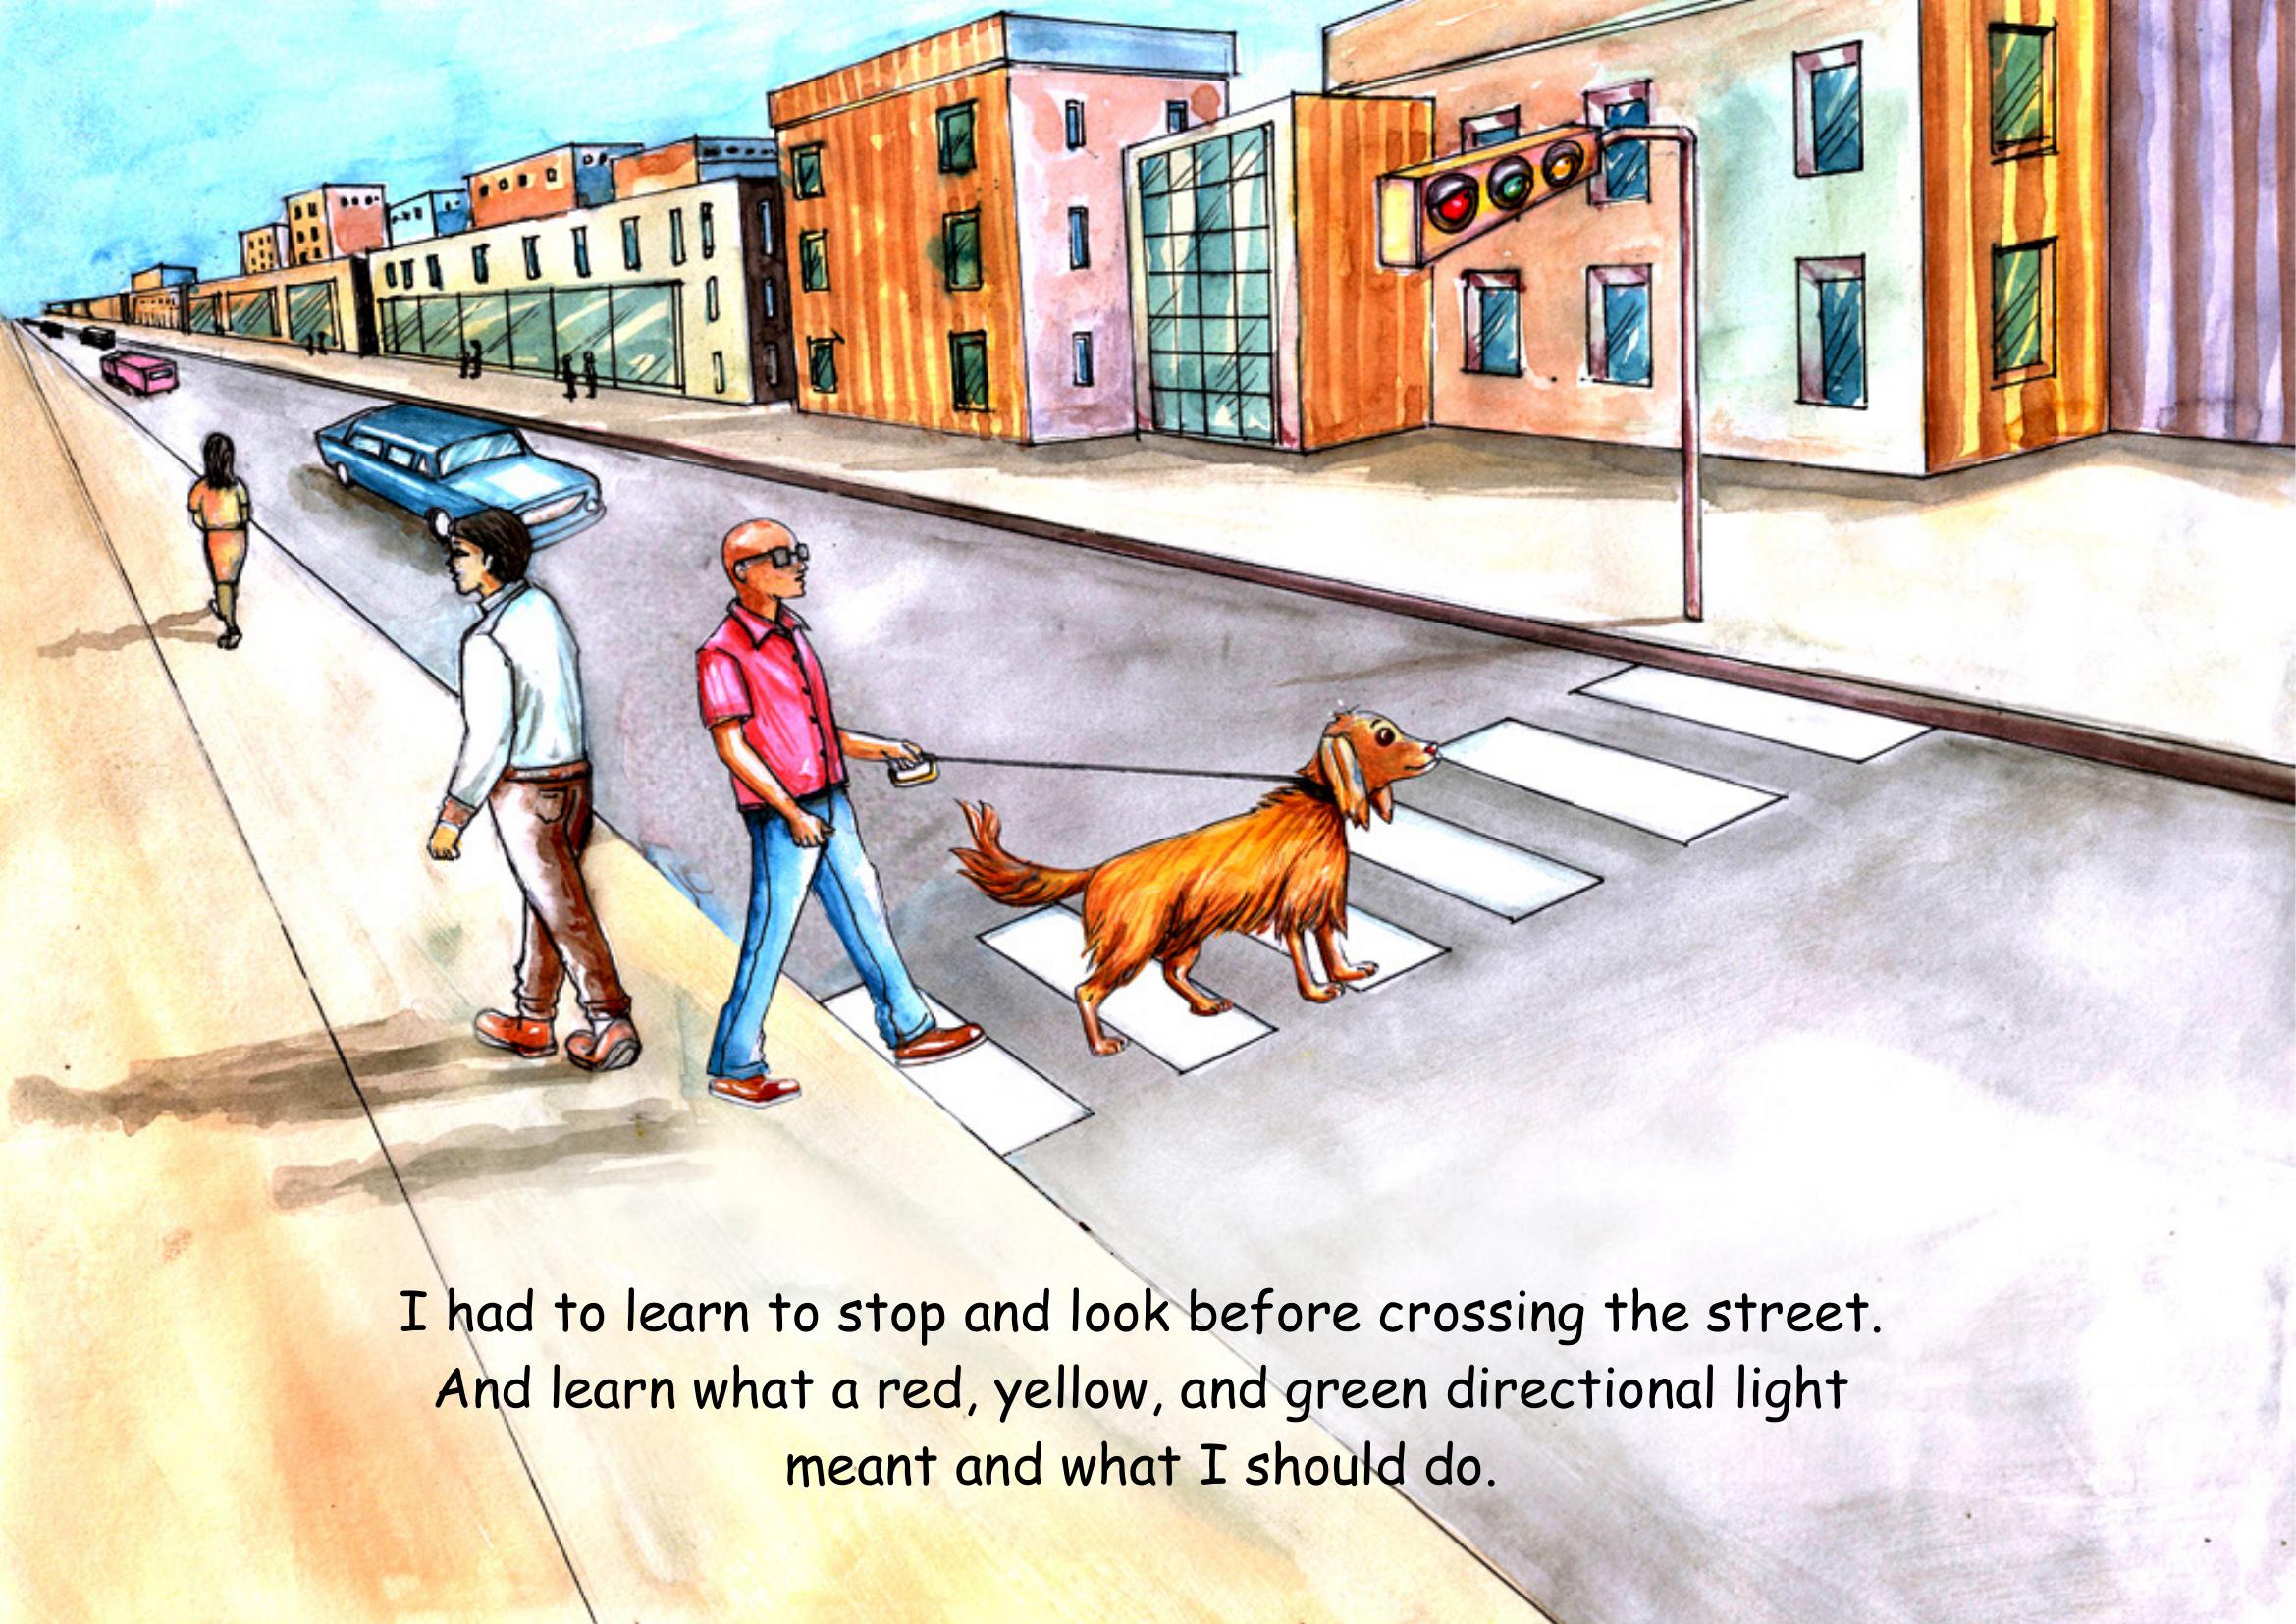 I had to learn to stop and look before crossing the street.
And learn what a red, yellow, and green directional light
meant and what I should do.